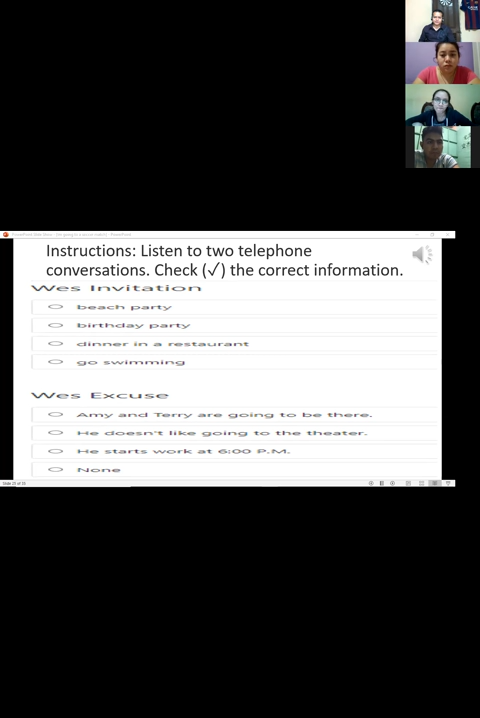 Instructions: Listen to two telephone
conversations. Check (✓) the correct information.
Wes Invitation
beach party
birthday party
dinner in a restaurant
go swimming
Wes Excuse
Amy and Terry are going to be there.
He doesn't like going to the theater.
He starts work at 6:00 P.M.
None